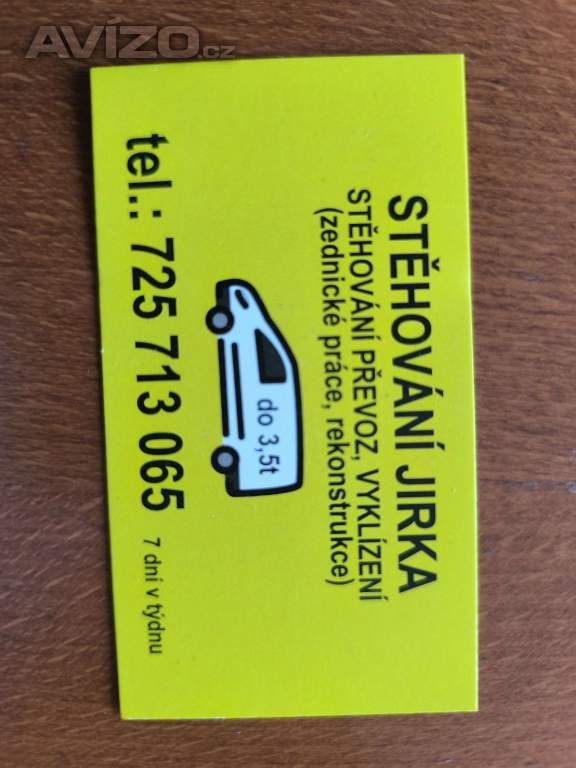 AVÍZO.cz
STĚHOVÁNÍ JIRKA
STĚHOVÁNÍ PŘEVOZ, VYKLÍZENÍ
(zednické práce, rekonstrukce)
do 3,5t
tel.: 725 713 065 7 dní v týdnu